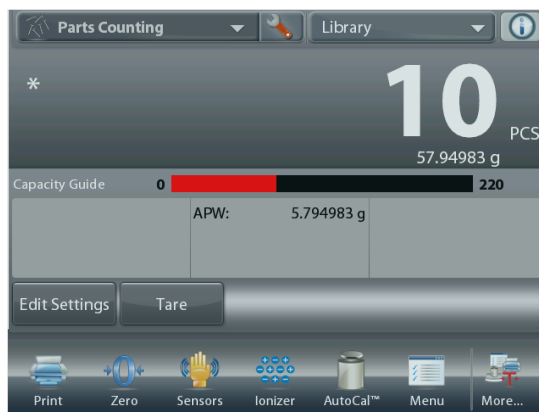 Parts Counting Library
*
10 PCS
57.94983 g
Capacity Guide 0 220
APW: 5.794983 g
Edit Settings Tare
Print Zero Sensors Ionizer AutoCal™ Menu More...